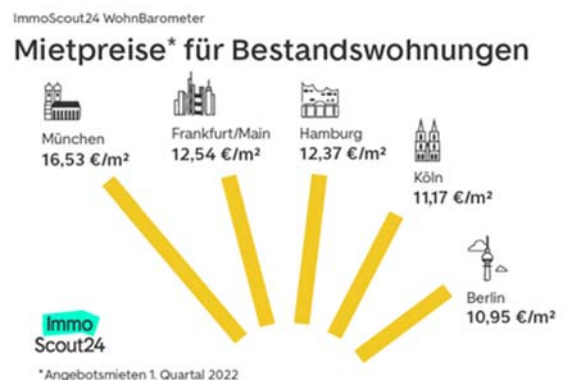 ImmoScout24 WohnBarometer
Mietpreise* für Bestandswohnungen
München
16,53 €/m²
Frankfurt/Main
12,54 €/m²
Hamburg
12,37 €/m²
Köln
11,17 €/m²
Berlin
10,95 €/m²
Immo
Scout24
*Angebotsmieten 1. Quartal 2022